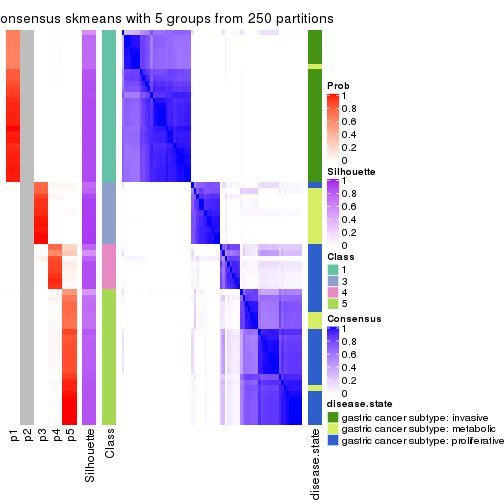 onsensus skmeans with 5 groups from 250 partitions
Prob
1
0.8
0.6
0.4
0.2
0
Silhouette
1
0.8
0.6
0.4
0.2
0
Class
1
3
4
5
Consensus
1
0.8
0.6
0.4
0.2
0
disease.state
gastric cancer subtype: invasive
gastric cancer subtype: metabolic
gastric cancer subtype: proliferative
p1
p2
p3
p4
p5
Silhouette
Class
disease.state